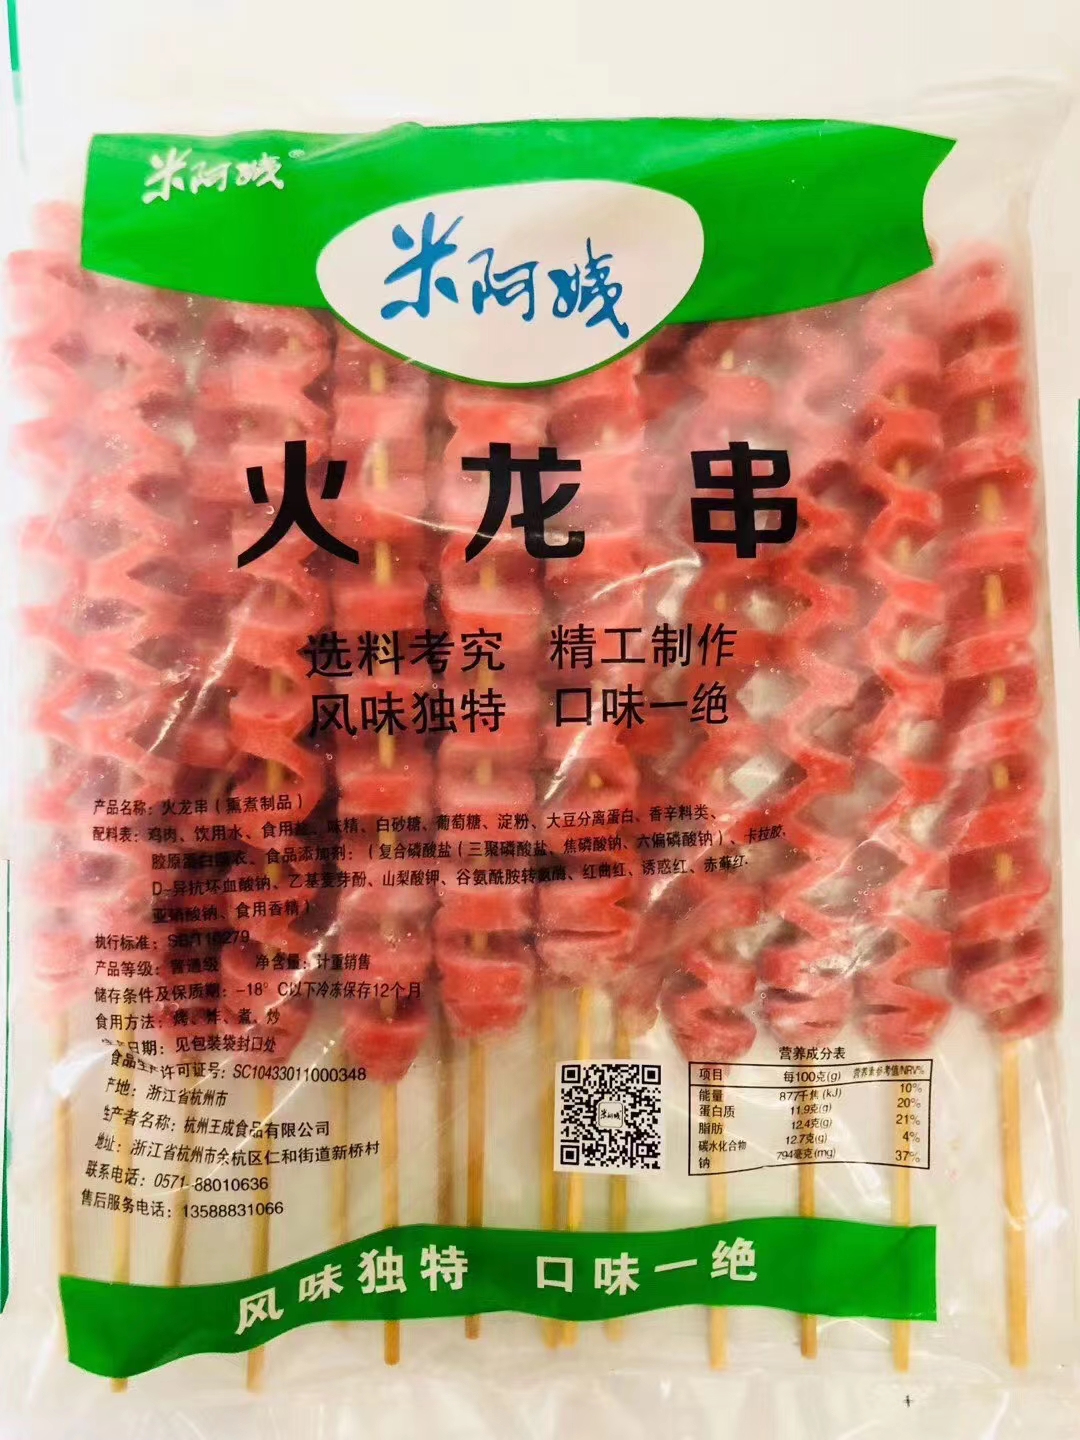 米阿姨®
米阿姨
火龙串
选料考究 精工制作
风味独特 口味一绝
产品名称：火龙串（熏煮制品）
配料表：鸡肉、饮用水、食用盐、味精、白砂糖、葡萄糖、淀粉、大豆分离蛋白、香辛料类、
胶原蛋白肠衣、食品添加剂：（复合磷酸盐（三聚磷酸盐、焦磷酸钠、六偏磷酸钠）、卡拉胶、
D-异抗坏血酸钠、乙基麦芽酚、山梨酸钾、谷氨酰胺转氨酶、红曲红、诱惑红、赤藓红、
亚硝酸钠、食用香精）
执行标准：SB/T10279
产品等级：普通级 净含量：计重销售
储存条件及保质期：-18°C以下冷冻保存12个月
食用方法：烤、炸、煮、炒
日期：见包装袋封口处
食品生产许可证号：SC10433011000348
产地：浙江省杭州市
生产者名称：杭州王成食品有限公司
地址：浙江省杭州市余杭区仁和街道新桥村
联系电话：0571-88010636
售后服务电话：13588831066
米阿姨
营养成分表
项目 每100克(g) 营养素参考值/NRV%
能量 877千焦(kJ) 10%
蛋白质 11.9克(g) 20%
脂肪 12.4克(g) 21%
碳水化合物 12.7克(g) 4%
钠 794毫克(mg) 37%
风味独特 口味一绝